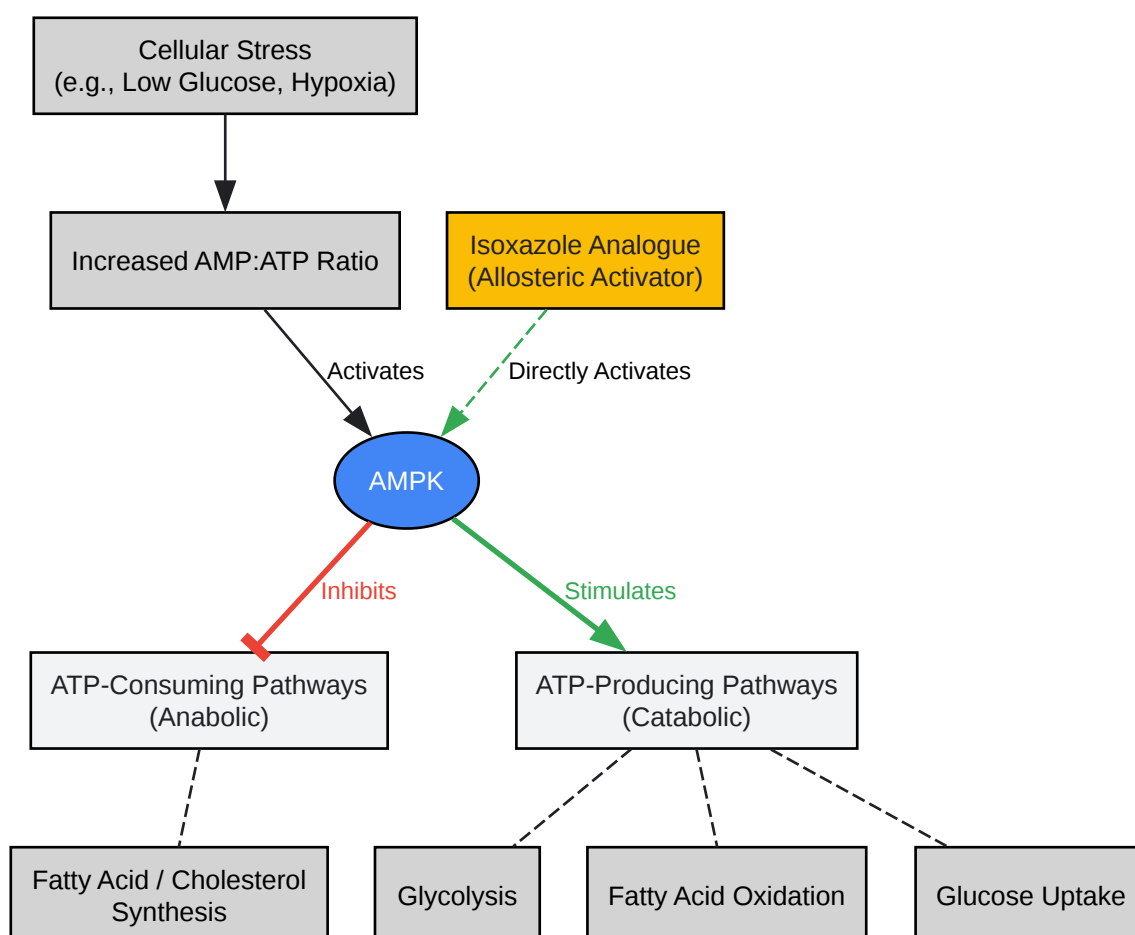 Cellular Stress
(e.g., Low Glucose, Hypoxia)
Increased AMP:ATP Ratio
Isoxazole Analogue
(Allosteric Activator)
Activates
Directly Activates
AMPK
Inhibits
Stimulates
ATP-Consuming Pathways
(Anabolic)
ATP-Producing Pathways
(Catabolic)
Fatty Acid / Cholesterol
Synthesis
Glycolysis
Fatty Acid Oxidation
Glucose Uptake